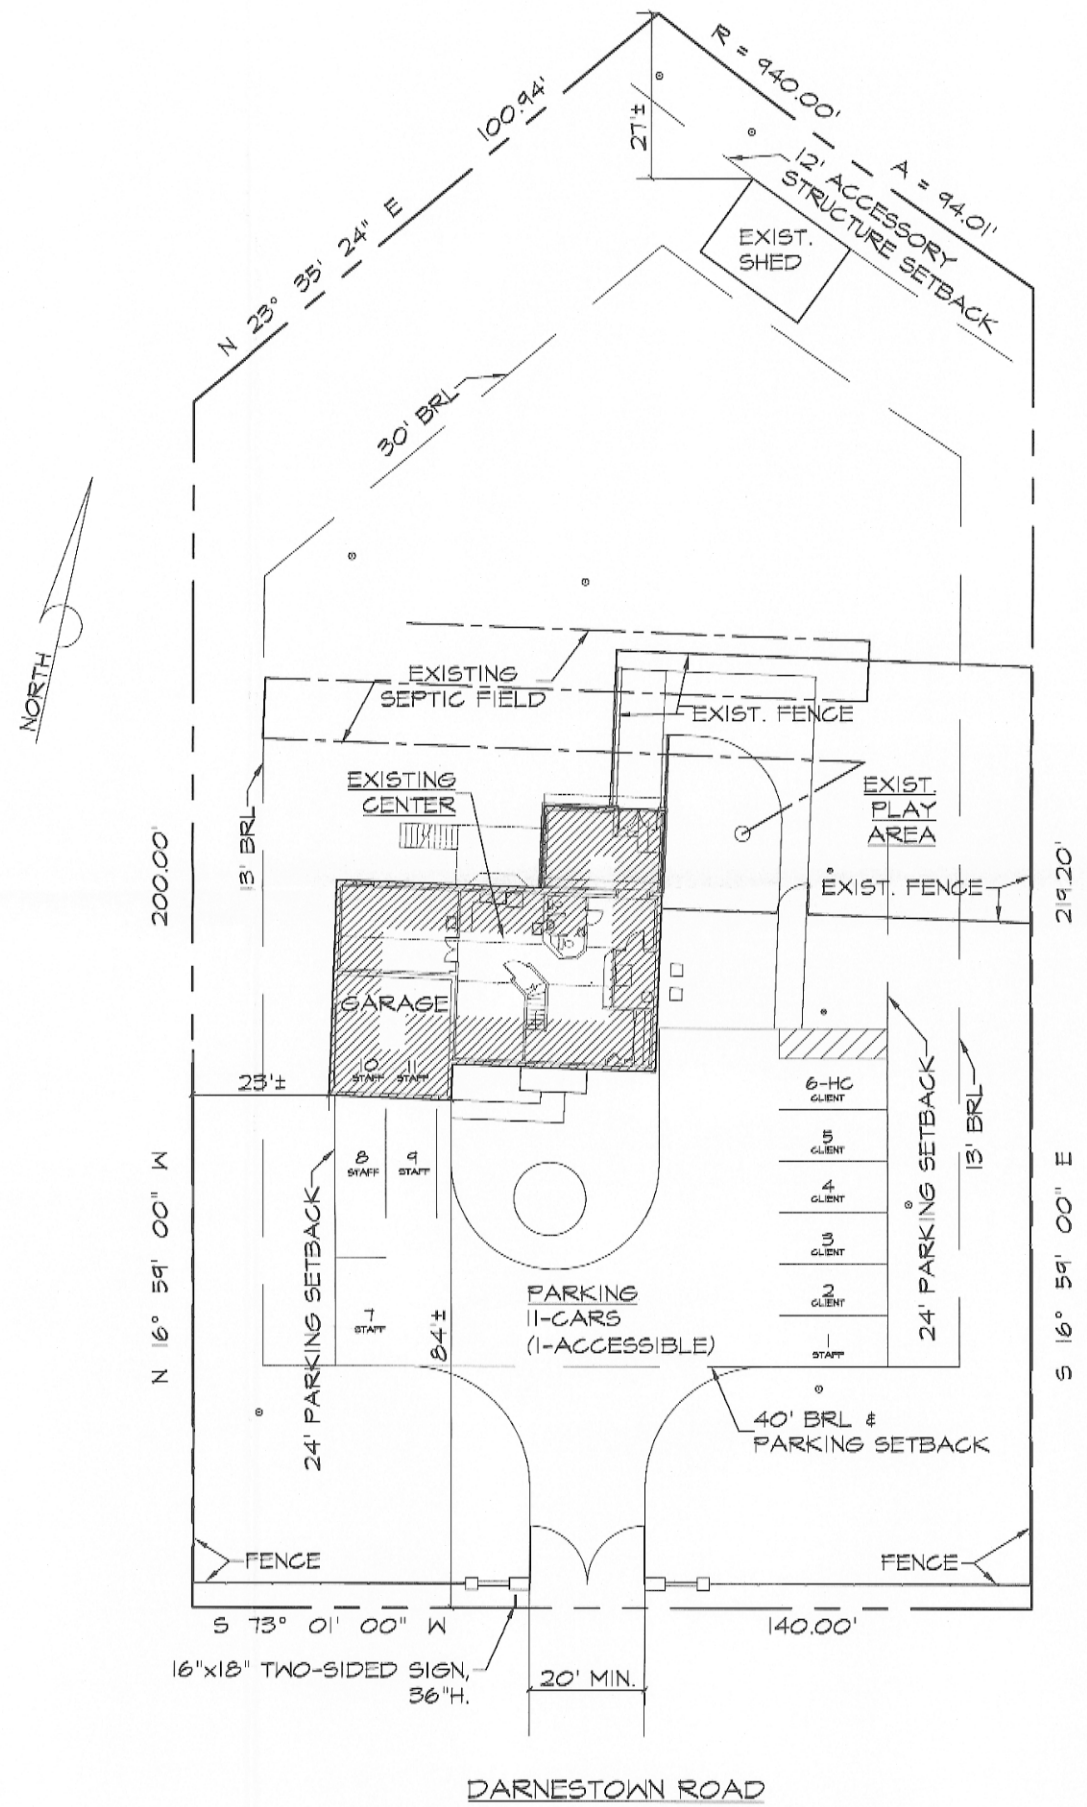 R = 940.00'
A = 94.01'
100.94'
N 23° 35' 24" E
27'±
12' ACCESSORY
STRUCTURE SETBACK
EXIST.
SHED
30' BRL
NORTH
EXISTING
SEPTIC FIELD
EXIST. FENCE
EXISTING
CENTER
EXIST.
PLAY
AREA
13' BRL
200.00'
219.20'
EXIST. FENCE
GARAGE
10
STAFF
11
STAFF
23'±
6-HC
CLIENT
5
CLIENT
4
CLIENT
3
CLIENT
2
CLIENT
1
STAFF
8
STAFF
9
STAFF
7
STAFF
24' PARKING SETBACK
13' BRL
24' PARKING SETBACK
N 16° 59' 00" W
S 16° 59' 00" E
84'±
PARKING
11-CARS
(1-ACCESSIBLE)
40' BRL &
PARKING SETBACK
FENCE
FENCE
S 73° 01' 00" W
140.00'
16"x18" TWO-SIDED SIGN,
36"H.
20' MIN.
DARNESTOWN ROAD